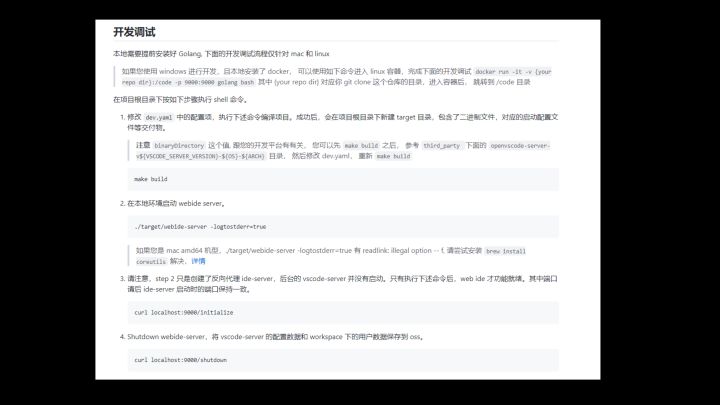 开发调试
本地需要提前安装好 Golang, 下面的开发调试流程仅针对 mac 和 linux
如果您使用 windows 进行开发，且本地安装了 docker， 可以使用如下命令进入 linux 容器，完成下面的开发调试 docker run -it -v {your
repo dir}:/code -p 9000:9000 golang bash 其中 {your repo dir} 对应你 git clone 这个仓库的目录，进入容器后， 跳转到 /code 目录
在项目根目录下按如下步骤执行 shell 命令。
1. 修改 dev.yaml 中的配置项，执行下述命令编译项目。成功后，会在项目根目录下新建 target 目录，包含了二进制文件，对应的启动配置文
件等交付物。
注意 binaryDirectory 这个值, 跟您的开发平台有有关， 您可以先 make build 之后， 参考 third_party 下面的 openvscode-server-
v${VSCODE_SERVER_VERSION}-${OS}-${ARCH} 目录， 然后修改 dev.yaml， 重新 make build
make build
2. 在本地环境启动 webide server。
./target/webide-server -logtostderr=true
如果您是 mac amd64 机型，./target/webide-server -logtostderr=true 有 readlink: illegal option -- f, 请尝试安装 brew install
coreutils 解决，详情
3. 请注意，step 2 只是创建了反向代理 ide-server，后台的 vscode-server 并没有启动。只有执行下述命令后，web ide 才功能就绪。其中端口
请后 ide-server 启动时的端口保持一致。
curl localhost:9000/initialize
4. Shutdown webide-server，将 vscode-server 的配置数据和 workspace 下的用户数据保存到 oss。
curl localhost:9000/shutdown